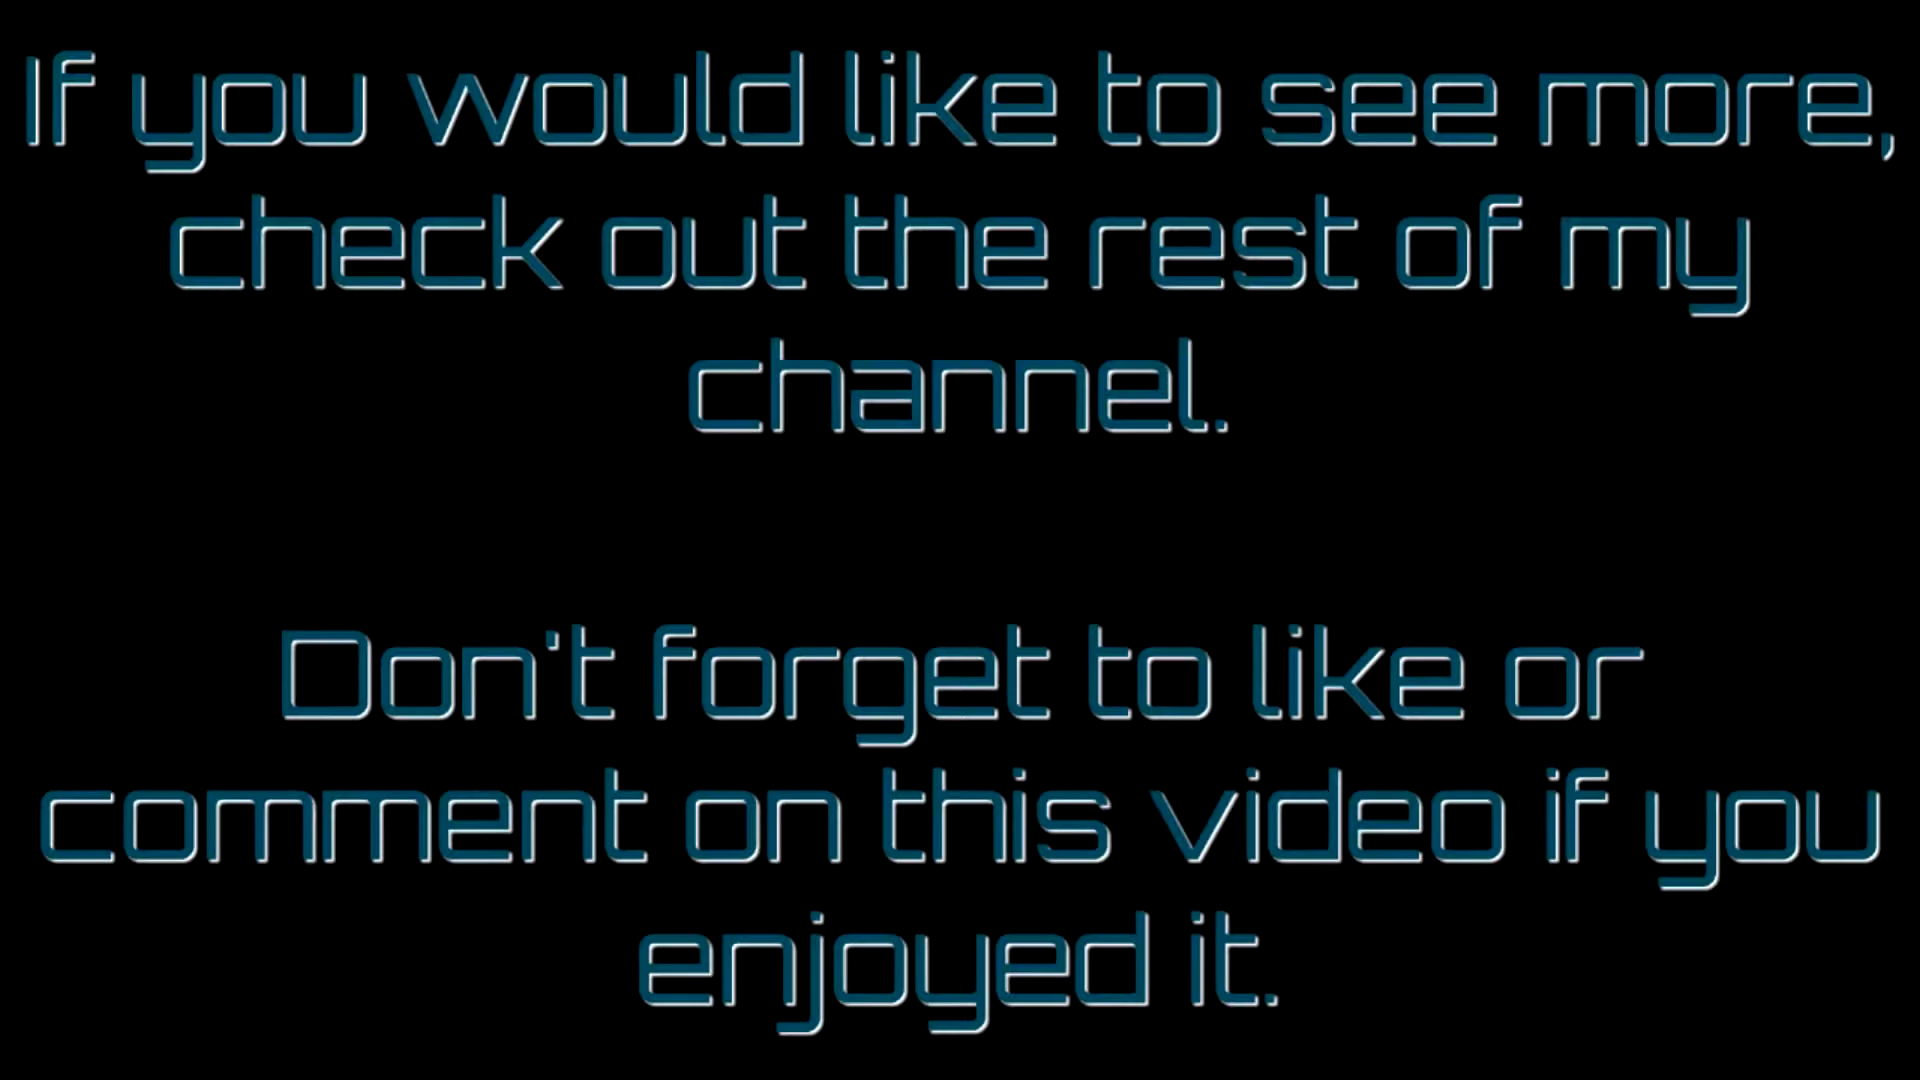 If you would like to see more,
check out the rest of my
channel.
Don't forget to like or
comment on this video if you
enjoyed it.